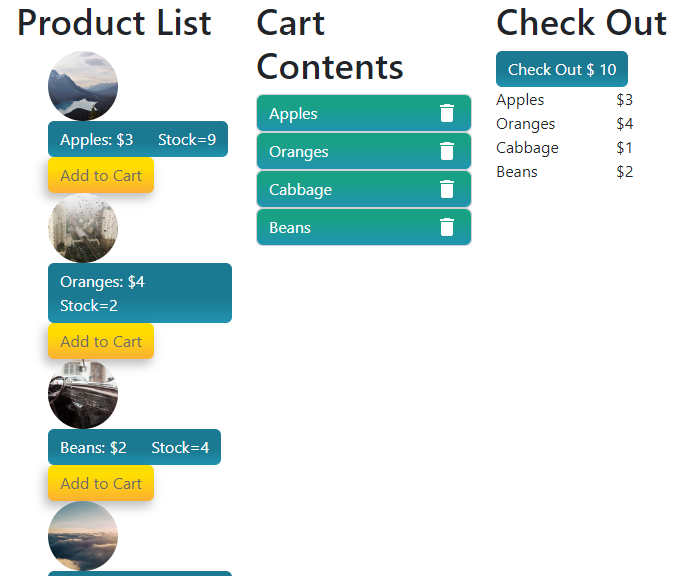 Product List
Apples: $3 Stock=9
Add to Cart
Oranges: $4
Stock=2
Add to Cart
Beans: $2 Stock=4
Add to Cart
Cart
Contents
Apples
Oranges
Cabbage
Beans
Check Out
Check Out $ 10
Apples $3
Oranges $4
Cabbage $1
Beans $2